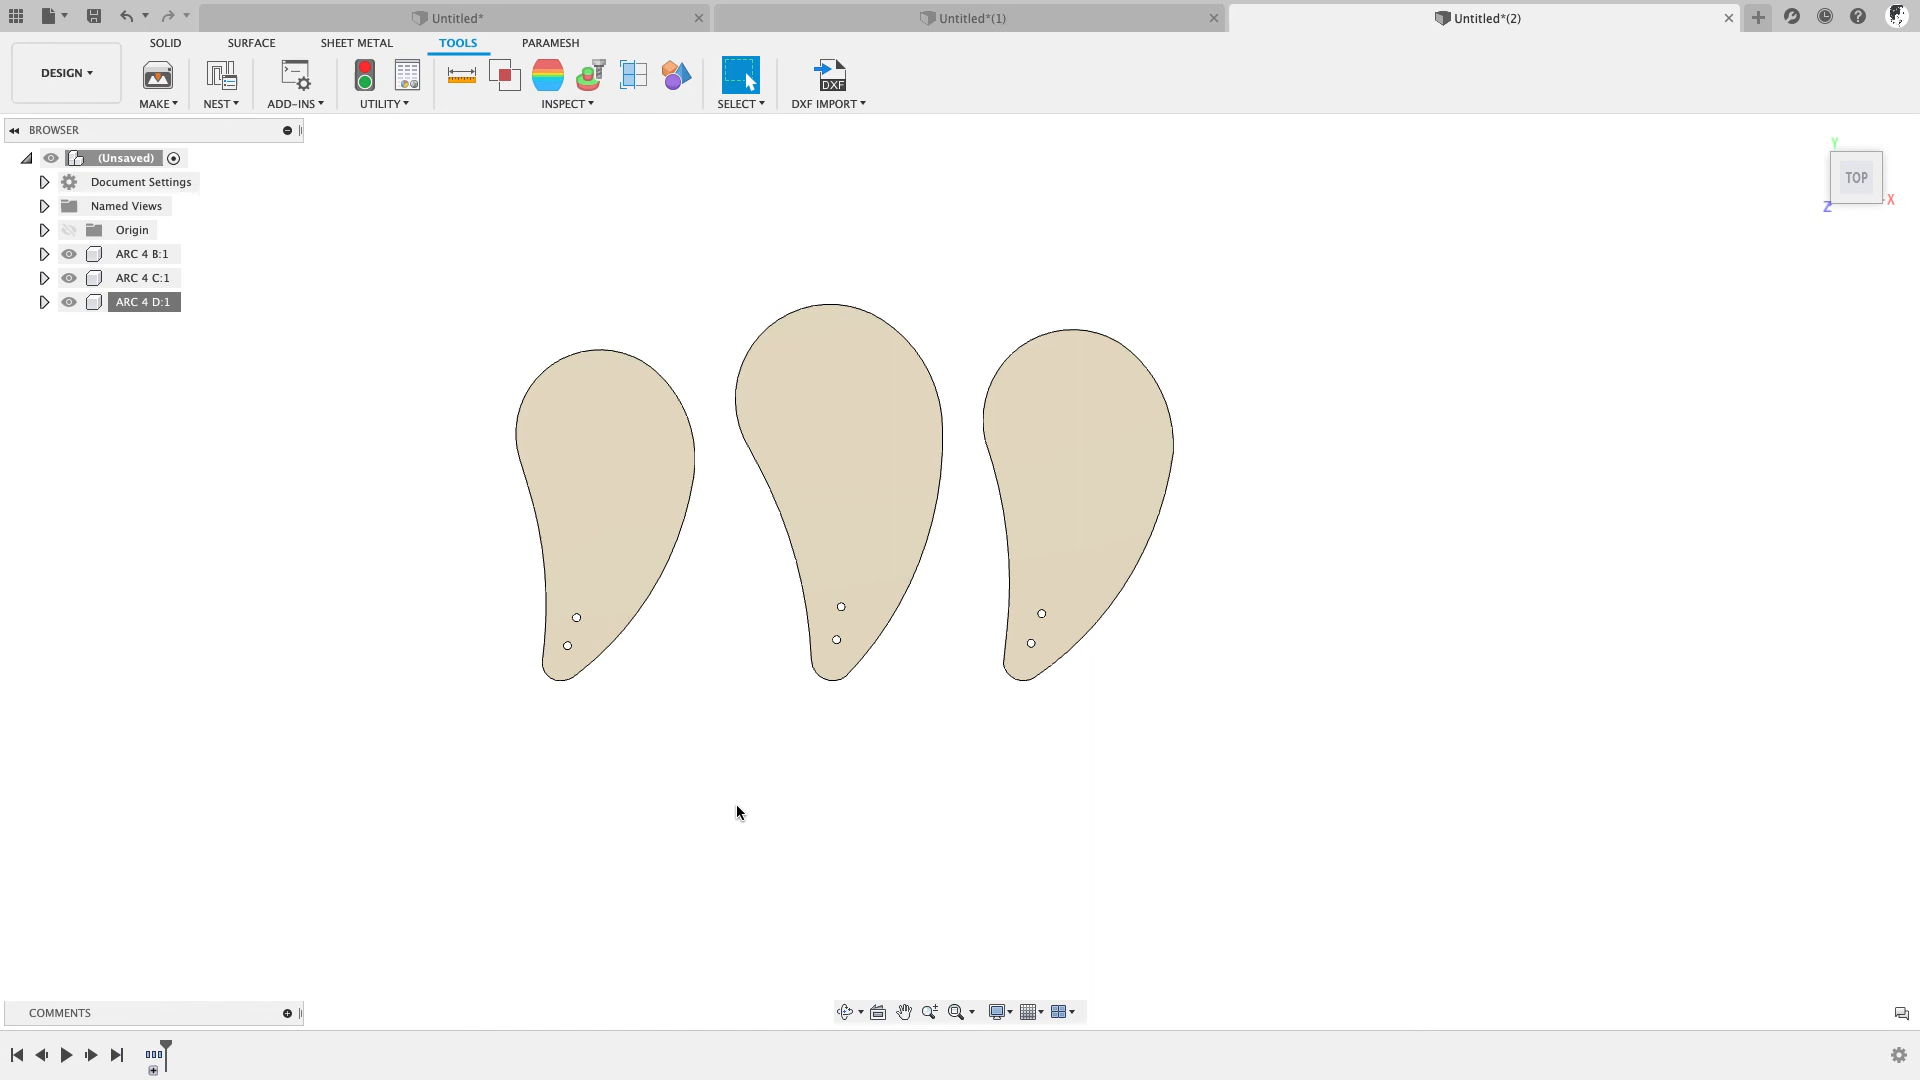 Untitled*
Untitled*(1)
Untitled*(2)
SOLID SURFACE SHEET METAL TOOLS PARAMESH
DESIGN
DXF
MAKE NEST ADD-INS UTILITY INSPECT SELECT DXF IMPORT
BROWSER
(Unsaved)
Document Settings
Named Views
Origin
ARC 4 B:1
ARC 4 C:1
ARC 4 D:1
Y
TOP
X
Z
COMMENTS